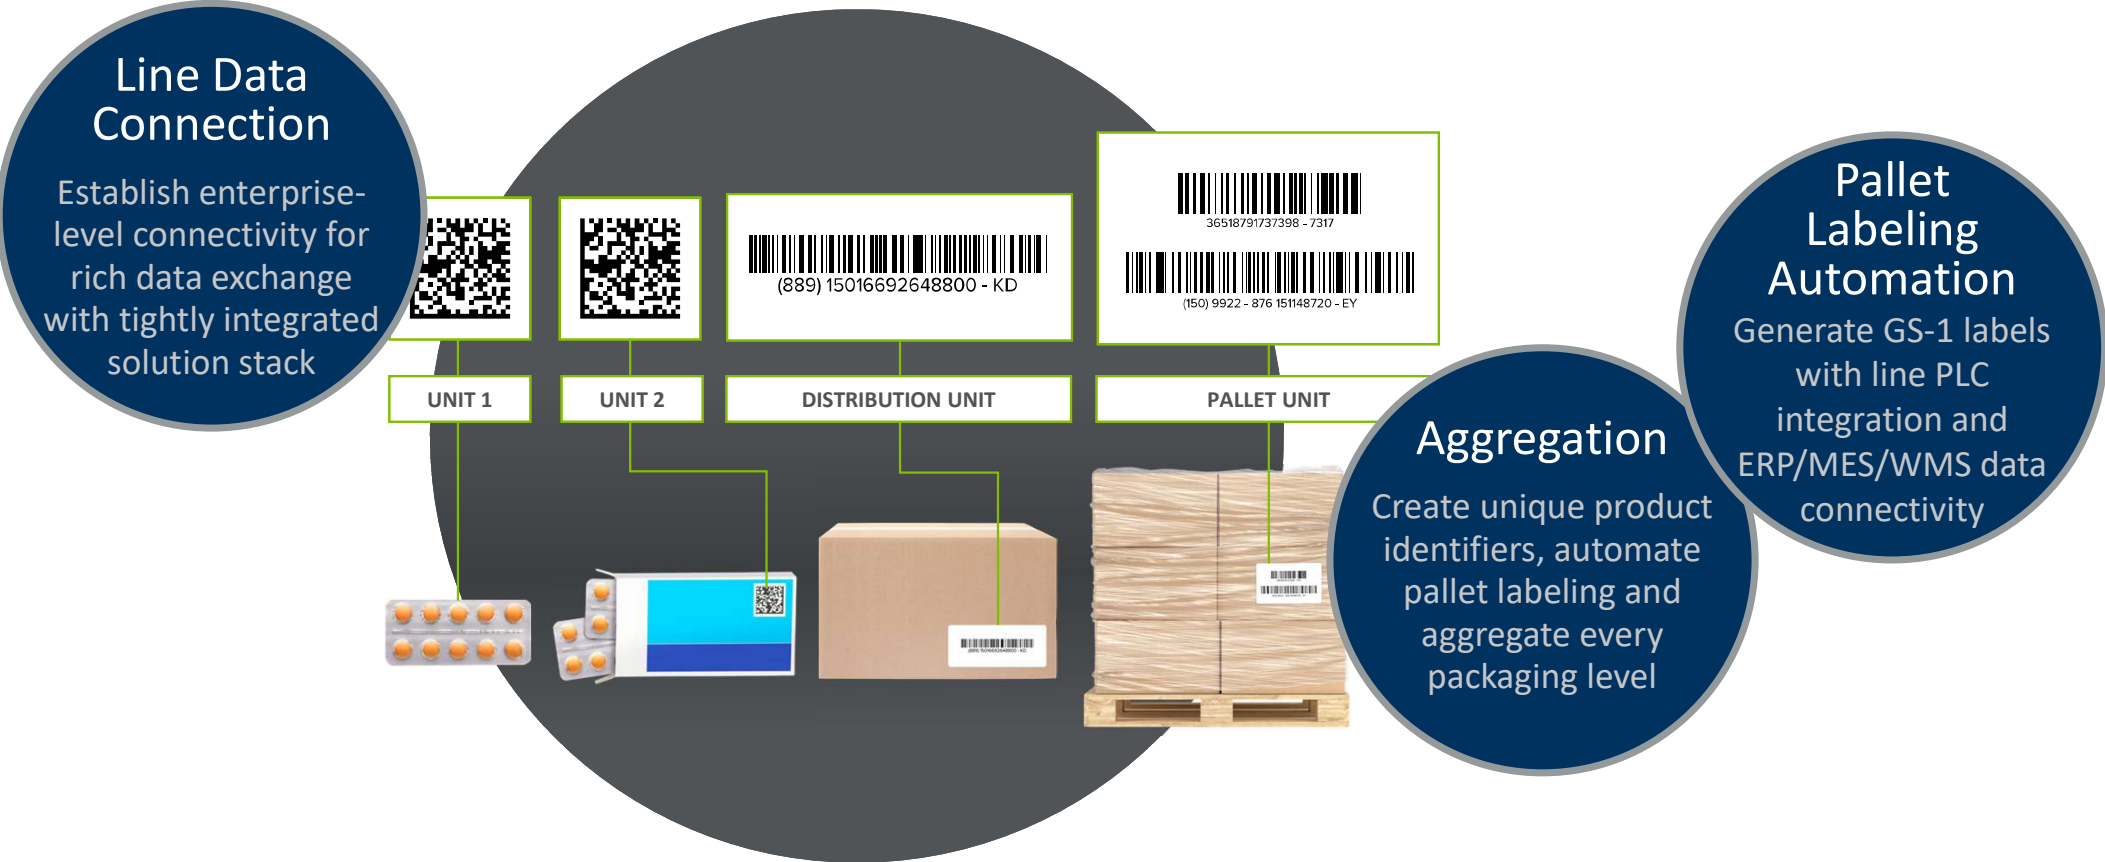 Line Data
Connection
Establish enterprise-
level connectivity for
rich data exchange
with tightly integrated
solution stack
36518791737398 - 7317
(889) 15016692648800 - KD
(150) 9922 - 876 151148720 - EY
UNIT 1
UNIT 2
DISTRIBUTION UNIT
PALLET UNIT
(889) 15016692648800 - KD
Aggregation
Create unique product
identifiers, automate
pallet labeling and
aggregate every
packaging level
Pallet
Labeling
Automation
Generate GS-1 labels
with line PLC
integration and
ERP/MES/WMS data
connectivity